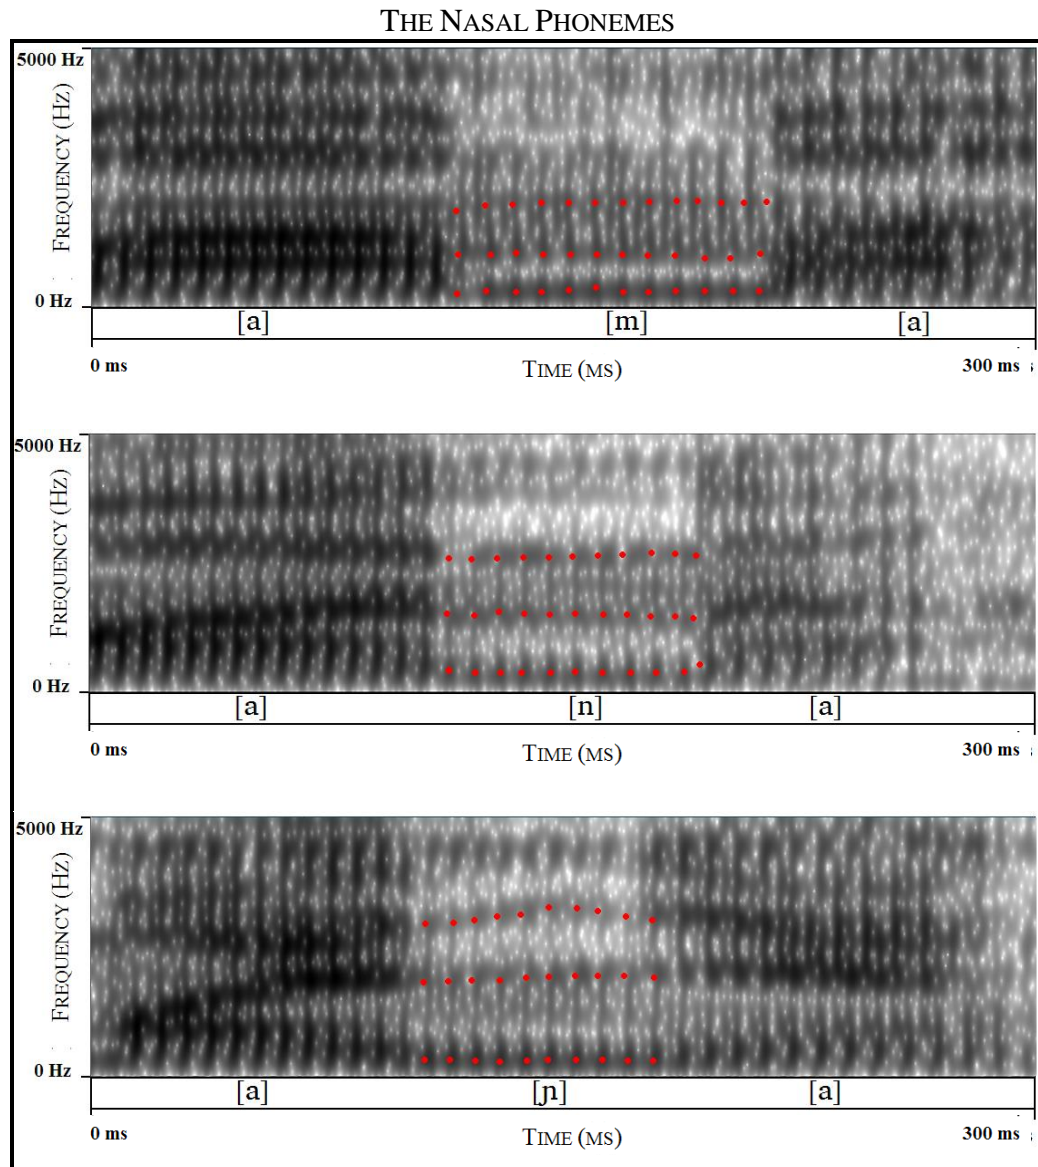 THE NASAL PHONEMES
5000 Hz
FREQUENCY (HZ)
0 Hz
[a] [m] [a]
0 ms TIME (MS) 300 ms
5000 Hz
FREQUENCY (HZ)
0 Hz
[a] [n] [a]
0 ms TIME (MS) 300 ms
5000 Hz
FREQUENCY (HZ)
0 Hz
[a] [ɲ] [a]
0 ms TIME (MS) 300 ms